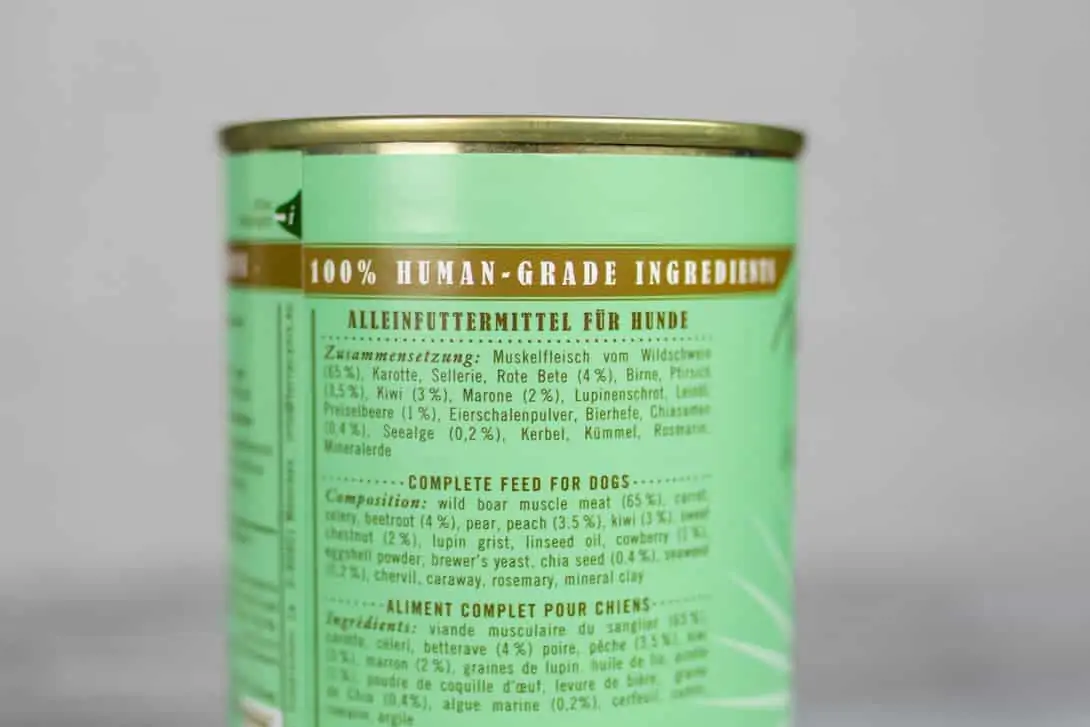 100% HUMAN-GRADE INGREDIENTS
ALLEINFUTTERMITTEL FÜR HUNDE
Zusammensetzung: Muskelfleisch vom Wildschwein
(65%), Karotte, Sellerie, Rote Bete (4%), Birne, Pfirsich
(3,5%), Kiwi (3%), Marone (2%), Lupinenschrot, Leinöl,
Preiselbeere (1%), Eierschalenpulver, Bierhefe, Chiasamen
(0,4%), Seealge (0,2%), Kerbel, Kümmel, Rosmarin,
Mineralerde
COMPLETE FEED FOR DOGS
Composition: wild boar muscle meat (65%), carrot,
celery, beetroot (4%), pear, peach (3.5%), kiwi (3%), sweet
chestnut (2%), lupin grist, linseed oil, cowberry (1%),
eggshell powder, brewer's yeast, chia seed (0.4%), seaweed
(0.2%), chervil, caraway, rosemary, mineral clay
ALIMENT COMPLET POUR CHIENS
Ingrédients: viande musculaire du sanglier (65%),
carotte, céleri, betterave (4%) poire, pêche (3,5%), kiwi
(3%), marron (2%), graines de lupin, huile de lin,
(1%), poudre de coquille d'œuf, levure de bière, graine
de Chia (0,4%), algue marine (0,2%), cerfeuil,
romarin, argile